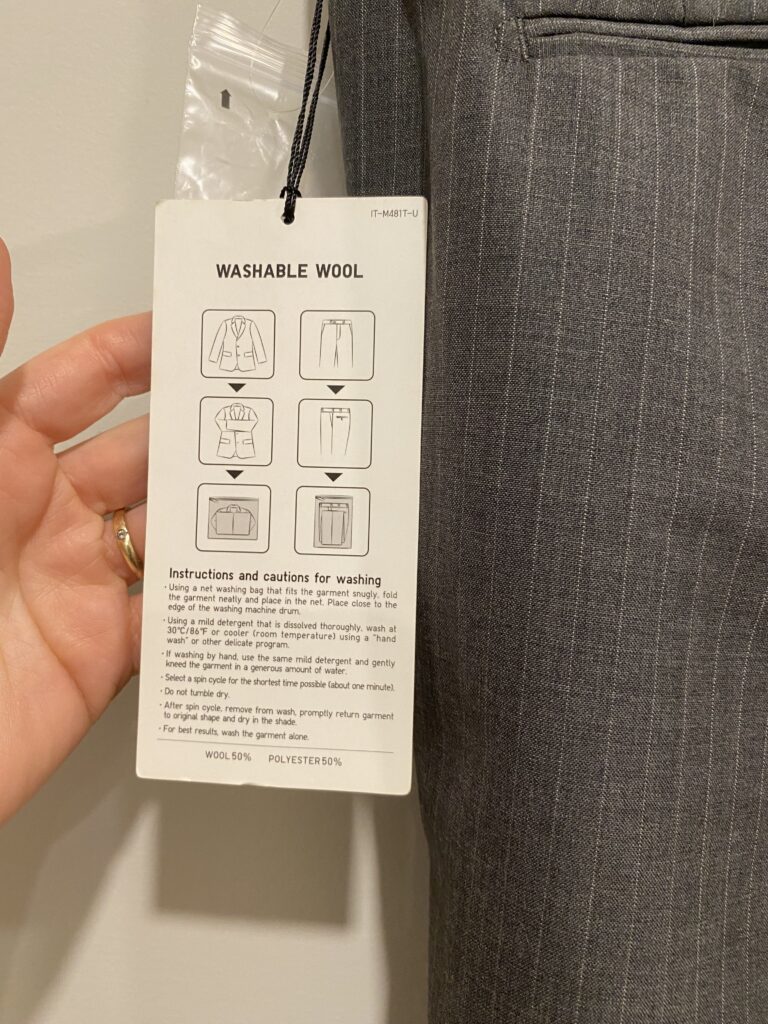 IT-M481T-U
WASHABLE WOOL
Instructions and cautions for washing
・Using a net washing bag that fits the garment snugly, fold
the garment neatly and place in the net. Place close to the
edge of the washing machine drum.
・Using a mild detergent that is dissolved thoroughly, wash at
30℃/86℉ or cooler (room temperature) using a "hand
wash" or other delicate program.
・If washing by hand, use the same mild detergent and gently
kneed the garment in a generous amount of water.
・Select a spin cycle for the shortest time possible (about one minute).
・Do not tumble dry.
・After spin cycle, remove from wash, promptly return garment
to original shape and dry in the shade.
・For best results, wash the garment alone.
WOOL50% POLYESTER50%